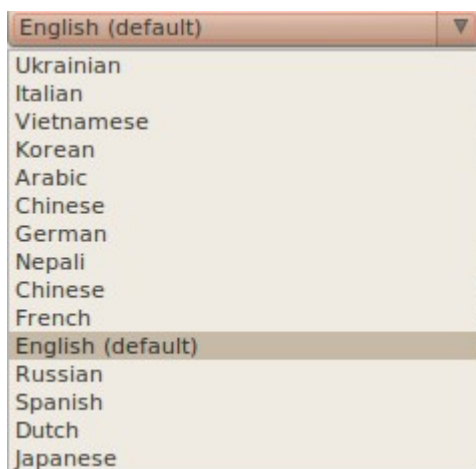 English (default)
Ukrainian
Italian
Vietnamese
Korean
Arabic
Chinese
German
Nepali
Chinese
French
English (default)
Russian
Spanish
Dutch
Japanese